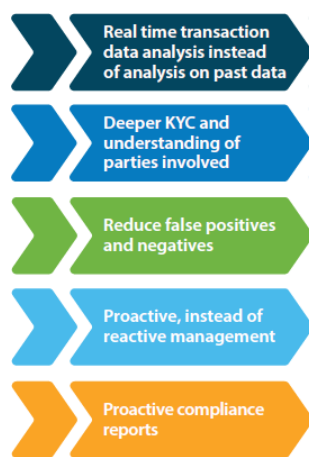 Real time transaction
data analysis instead
of analysis on past data
Deeper KYC and
understanding of
parties involved
Reduce false positives
and negatives
Proactive, instead of
reactive management
Proactive compliance
reports